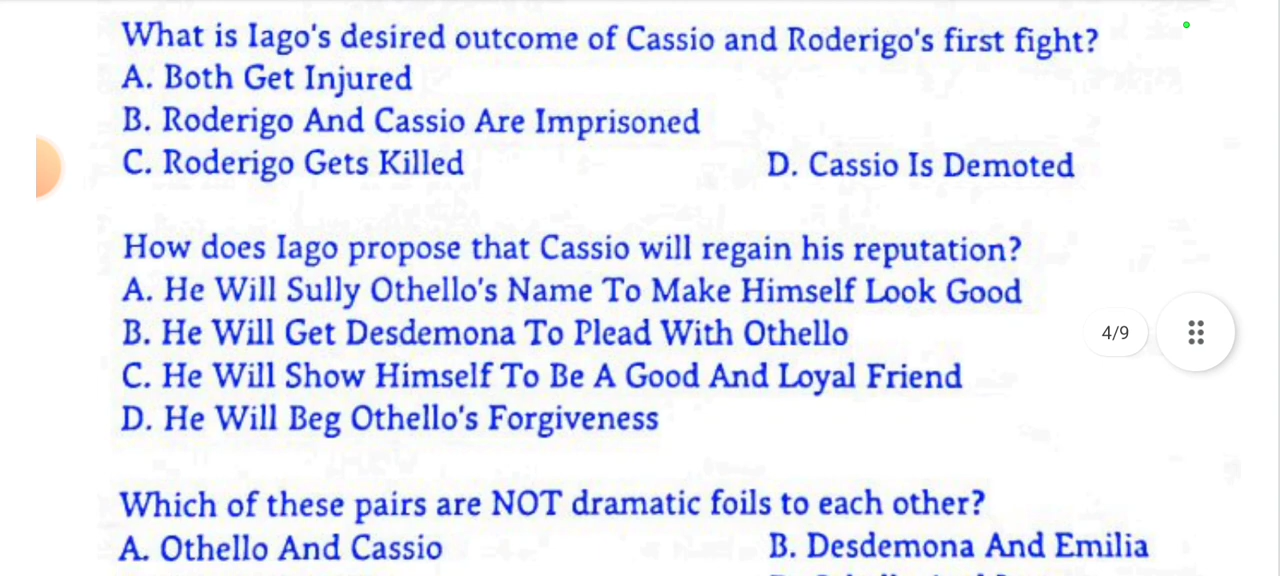 What is Iago's desired outcome of Cassio and Roderigo's first fight?
A. Both Get Injured
B. Roderigo And Cassio Are Imprisoned
C. Roderigo Gets Killed D. Cassio Is Demoted
How does Iago propose that Cassio will regain his reputation?
A. He Will Sully Othello's Name To Make Himself Look Good
B. He Will Get Desdemona To Plead With Othello
4/9
C. He Will Show Himself To Be A Good And Loyal Friend
D. He Will Beg Othello's Forgiveness
Which of these pairs are NOT dramatic foils to each other?
A. Othello And Cassio B. Desdemona And Emilia